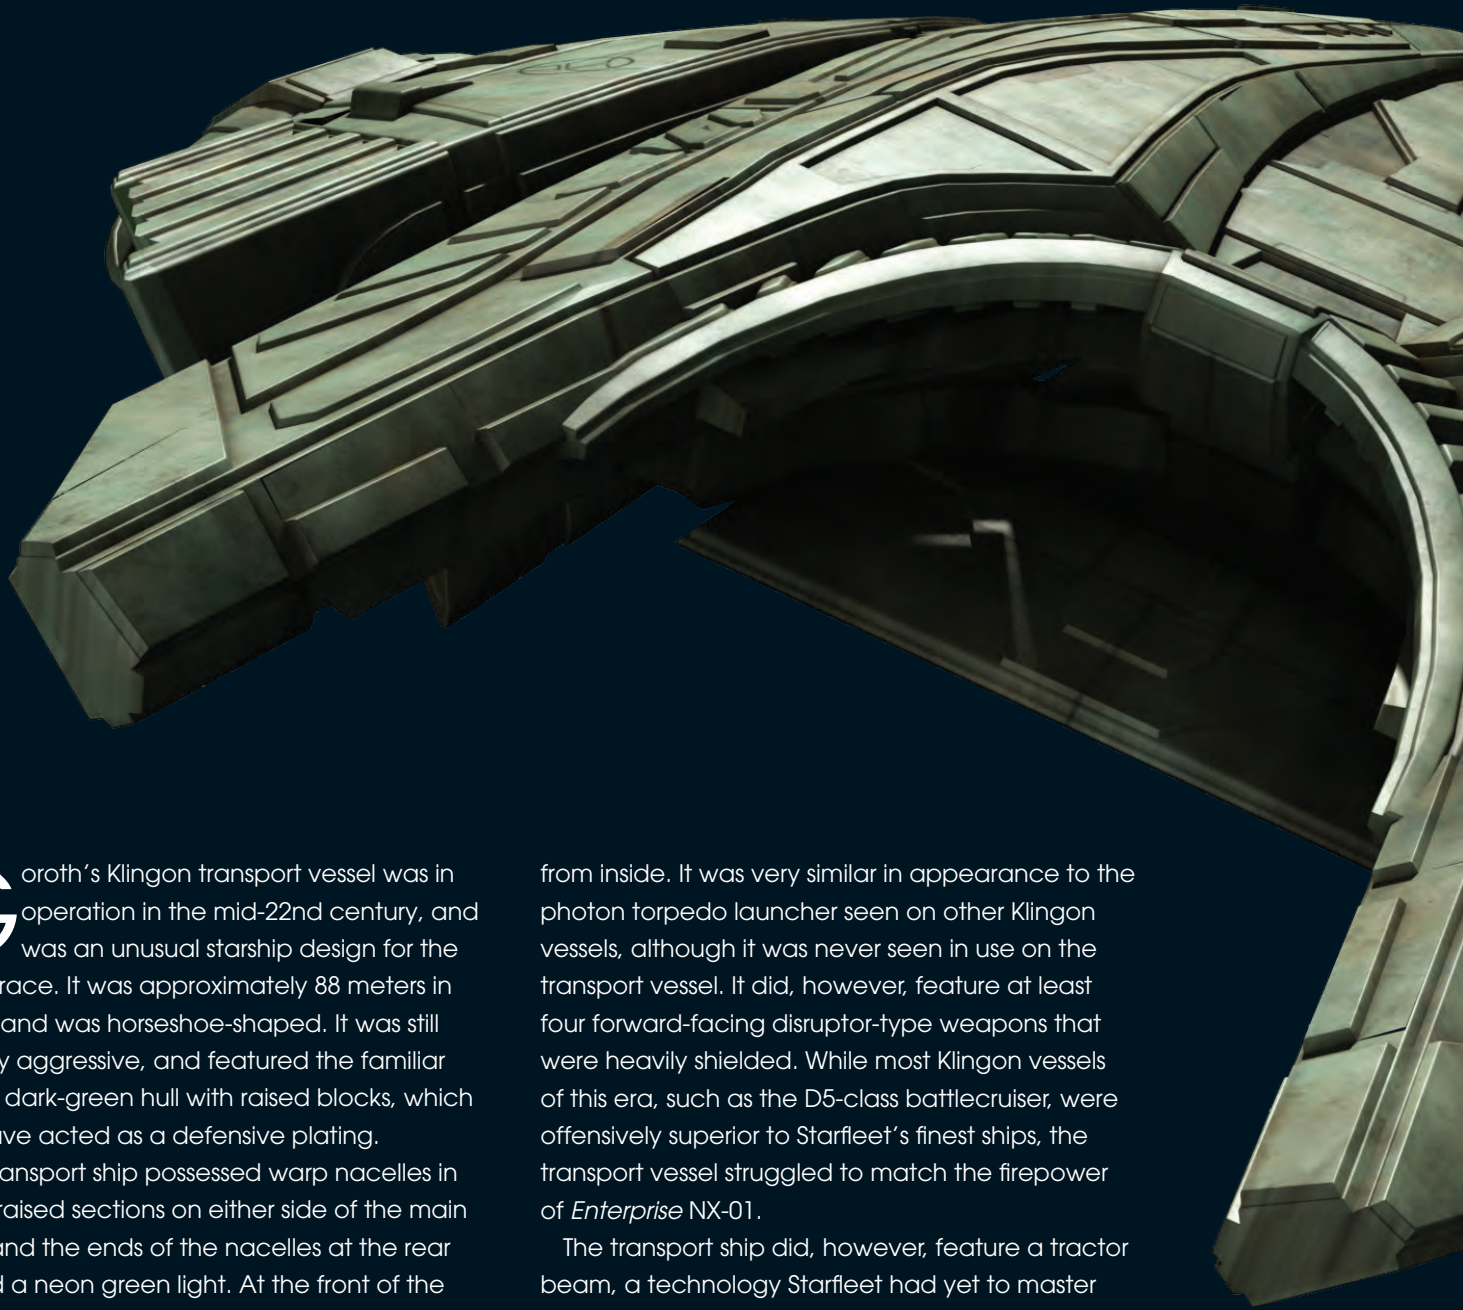 Goroth's Klingon transport vessel was in
operation in the mid-22nd century, and
was an unusual starship design for the
race. It was approximately 88 meters in
and was horseshoe-shaped. It was still
aggressive, and featured the familiar
dark-green hull with raised blocks, which
acted as a defensive plating.
ship possessed warp nacelles in
raised sections on either side of the main
and the ends of the nacelles at the rear
a neon green light. At the front of the
from inside. It was very similar in appearance to the
photon torpedo launcher seen on other Klingon
vessels, although it was never seen in use on the
transport vessel. It did, however, feature at least
four forward-facing disruptor-type weapons that
were heavily shielded. While most Klingon vessels
of this era, such as the D5-class battlecruiser, were
offensively superior to Starfleet's finest ships, the
transport vessel struggled to match the firepower
of Enterprise NX-01.
The transport ship did, however, feature a tractor
beam, a technology Starfleet had yet to master